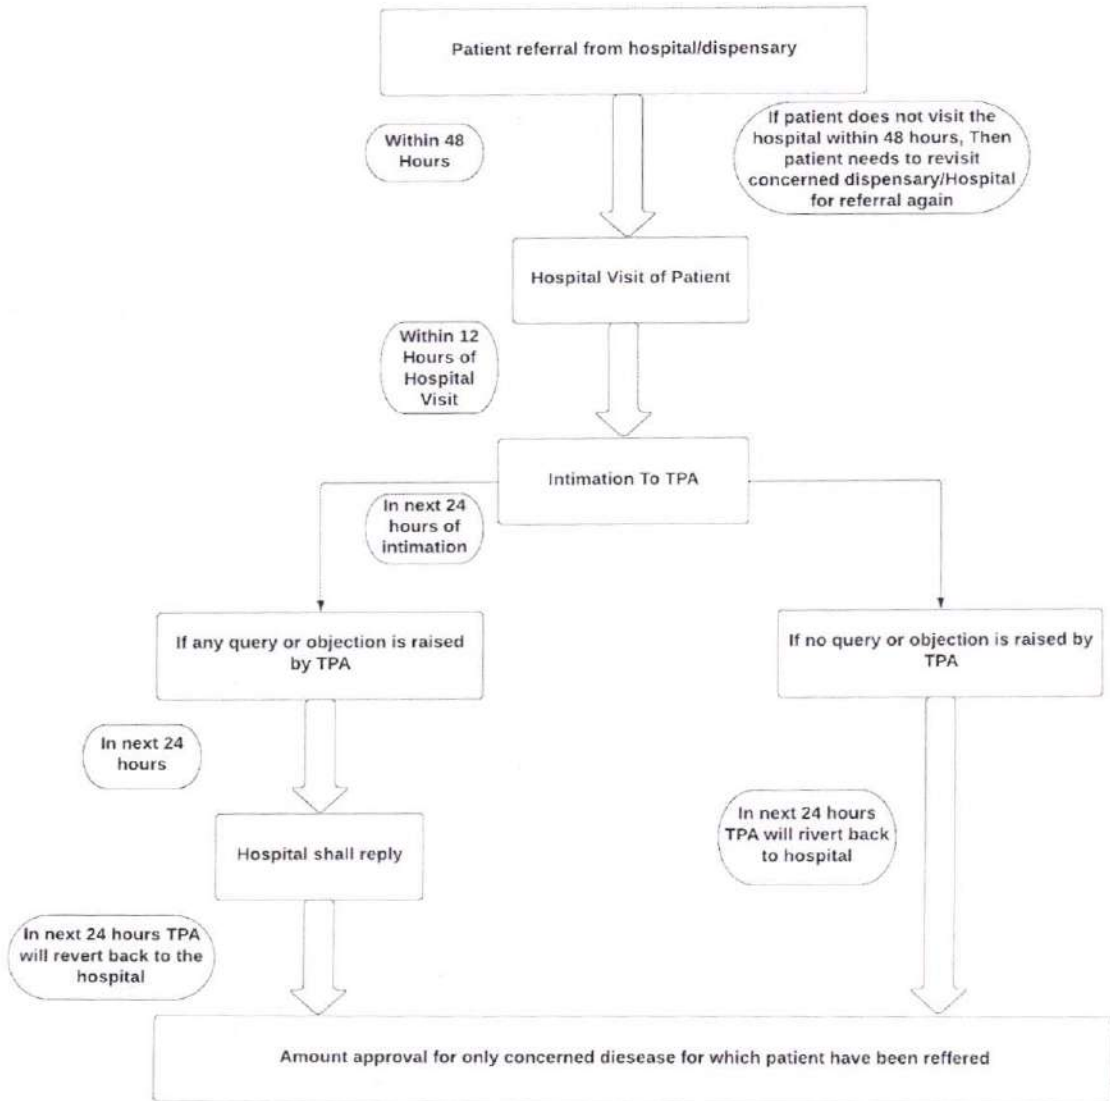 Patient referral from hospital/dispensary
Within 48
Hours
If patient does not visit the
hospital within 48 hours, Then
patient needs to revisit
concerned dispensary/Hospital
for referral again
Hospital Visit of Patient
Within 12
Hours of
Hospital
Visit
Intimation To TPA
In next 24
hours of
intimation
If any query or objection is raised
by TPA
If no query or objection is raised by
TPA
In next 24
hours
Hospital shall reply
In next 24 hours
TPA will rivert back
to hospital
In next 24 hours TPA
will revert back to the
hospital
Amount approval for only concerned diesease for which patient have been reffered